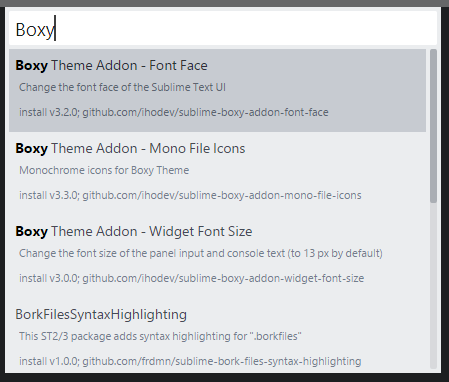 Boxy
Boxy Theme Addon - Font Face
Change the font face of the Sublime Text UI
install v3.2.0; github.com/ihodev/sublime-boxy-addon-font-face
Boxy Theme Addon - Mono File Icons
Monochrome icons for Boxy Theme
install v3.3.0; github.com/ihodev/sublime-boxy-addon-mono-file-icons
Boxy Theme Addon - Widget Font Size
Change the font size of the panel input and console text (to 13 px by default)
install v3.0.0; github.com/ihodev/sublime-boxy-addon-widget-font-size
BorkFilesSyntaxHighlighting
This ST2/3 package adds syntax highlighting for ".borkfiles"
install v1.0.0; github.com/frdmn/sublime-bork-files-syntax-highlighting